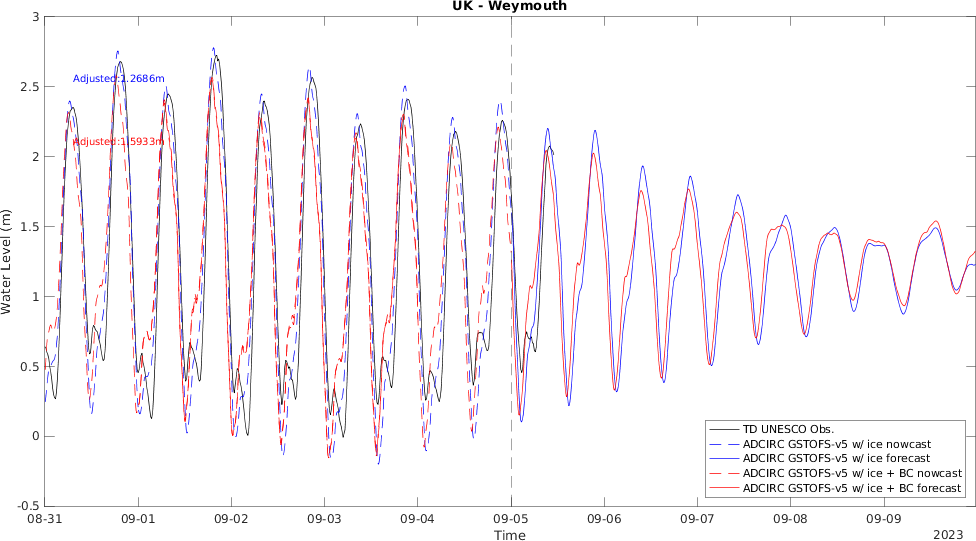 UK - Weymouth
3
2.5
2
1.5
1
0.5
0
-0.5
Water Level (m)
Adjusted:1.2686m
Adjusted:1.5933m
08-31
09-01
09-02
09-03
09-04
09-05
09-06
09-07
09-08
09-09
Time
2023
TD UNESCO Obs.
ADCIRC GSTOFS-v5 w/ ice nowcast
ADCIRC GSTOFS-v5 w/ ice forecast
ADCIRC GSTOFS-v5 w/ ice + BC nowcast
ADCIRC GSTOFS-v5 w/ ice + BC forecast